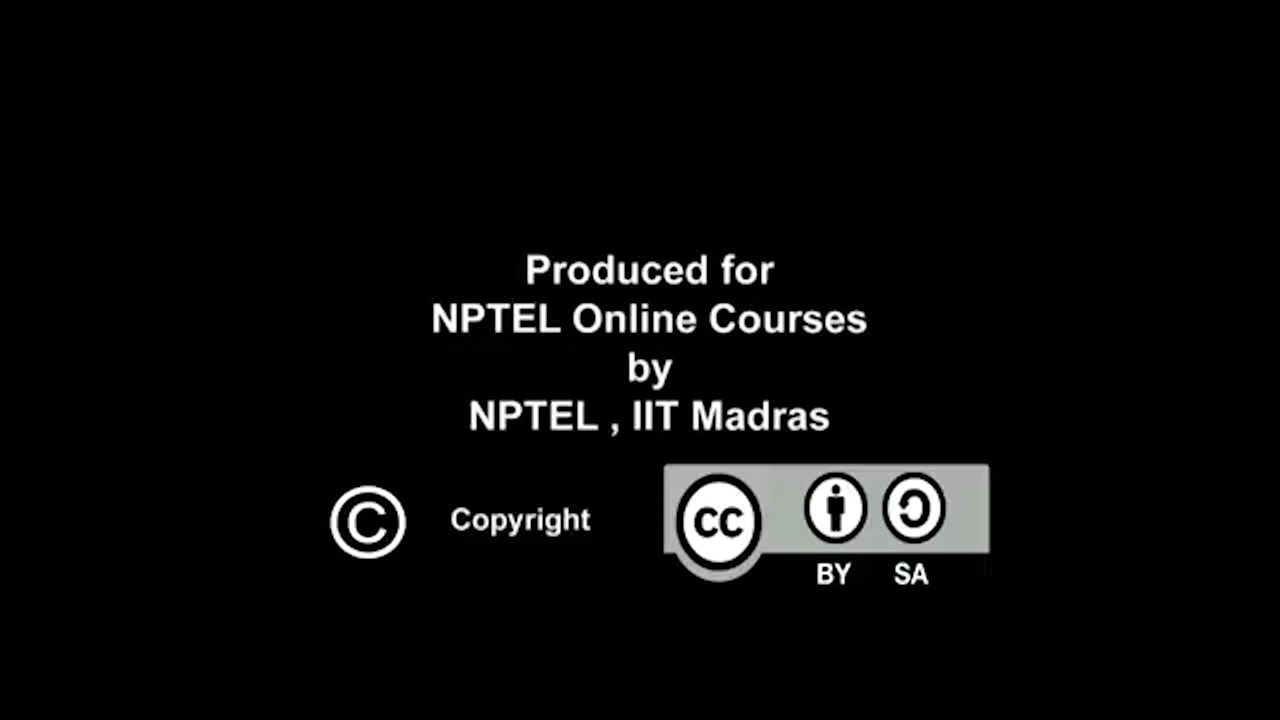 Produced for
NPTEL Online Courses
by
NPTEL , IIT Madras
© Copyright
cc
BY SA